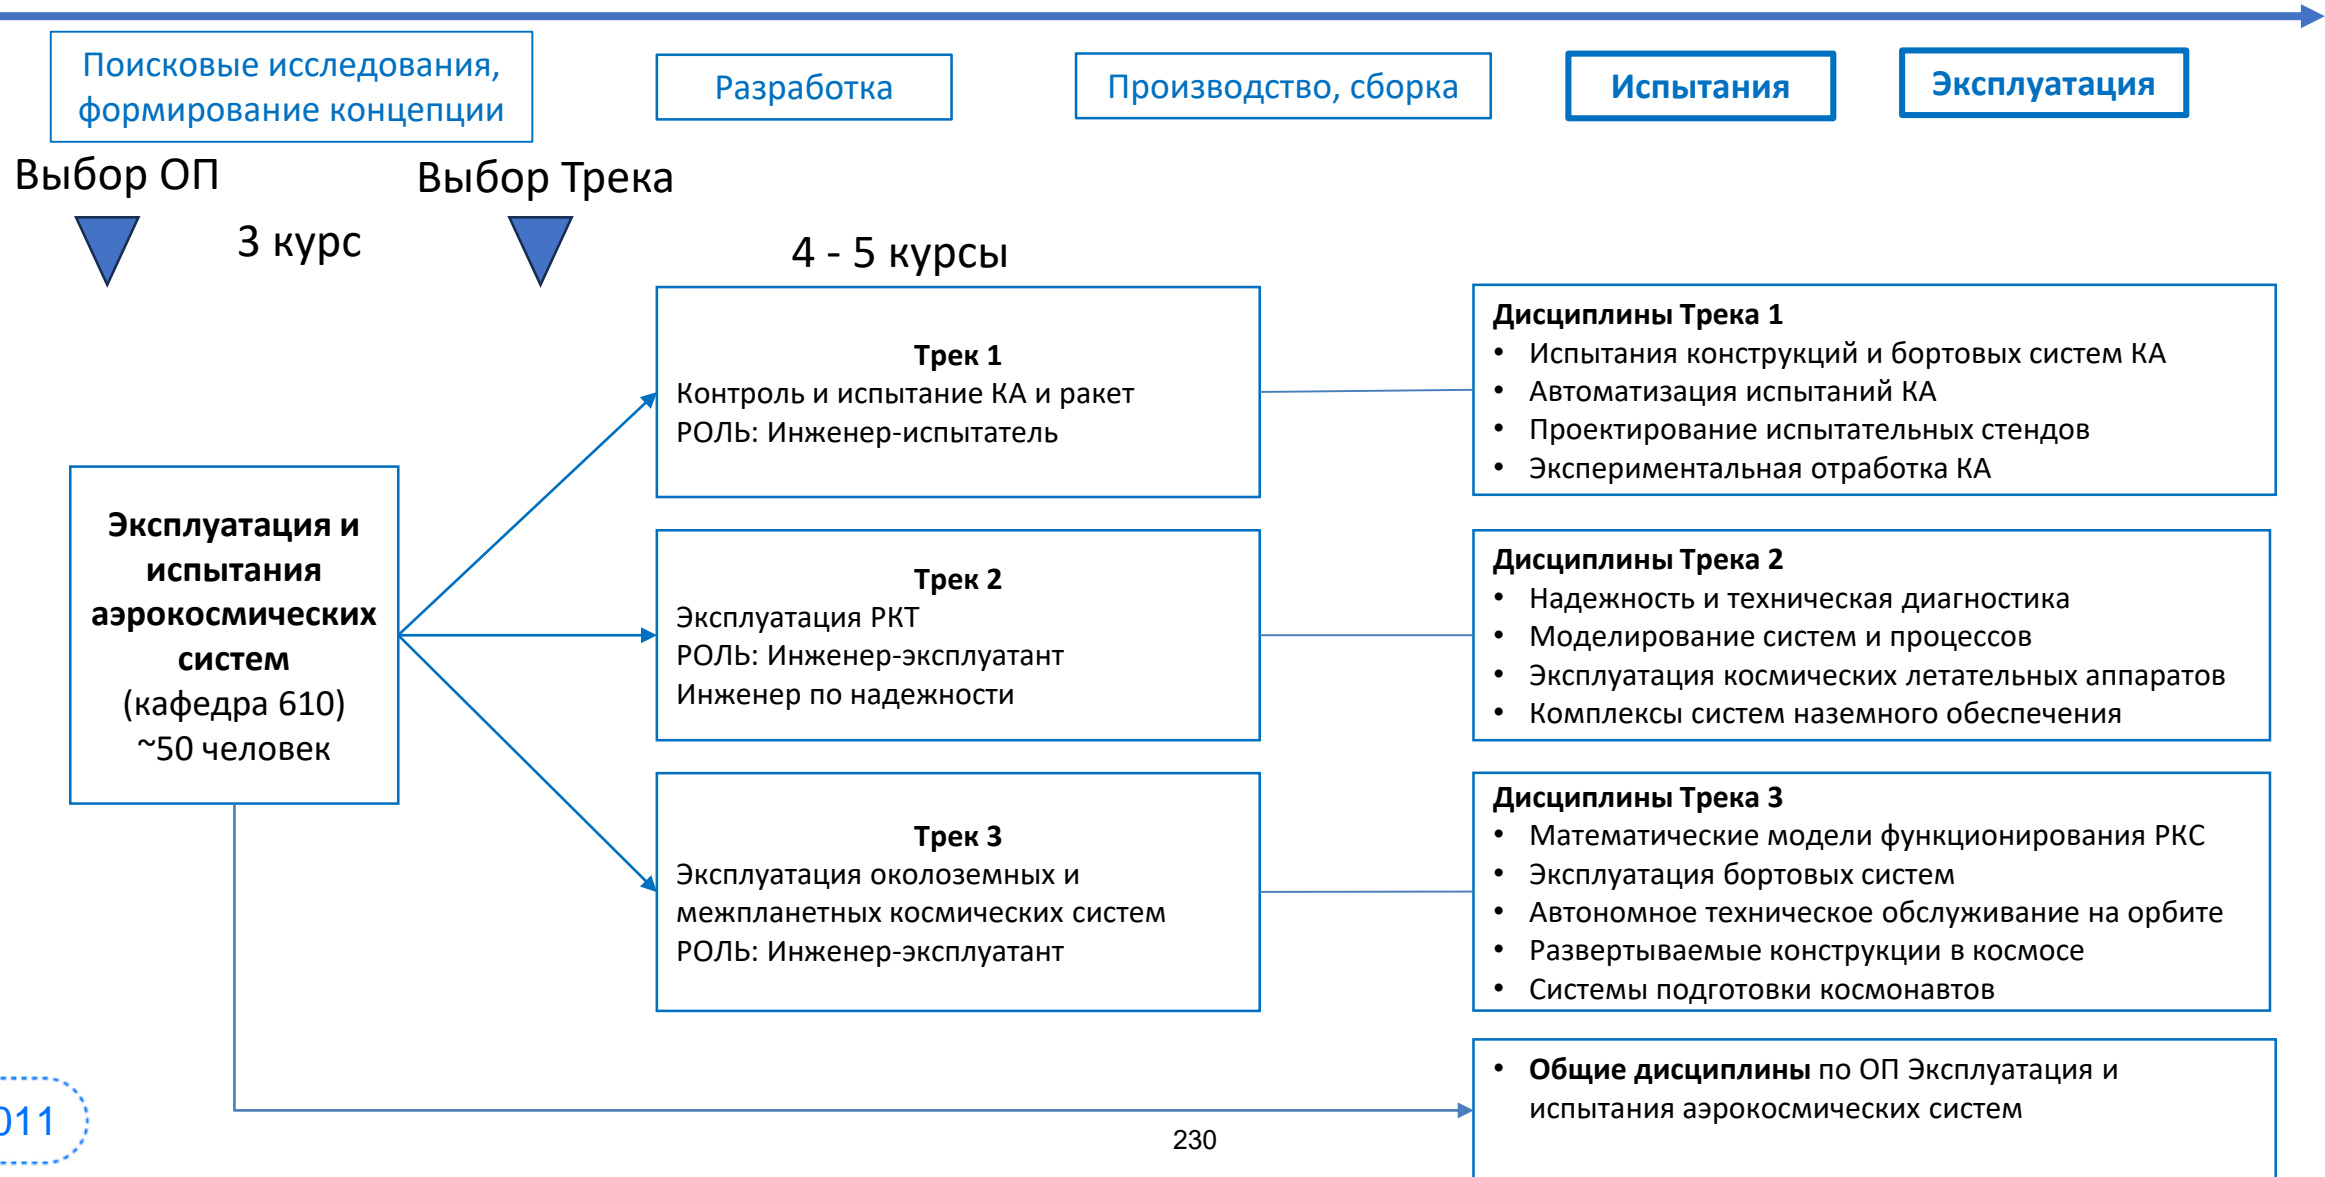 Поисковые исследования,
формирование концепции
Разработка
Производство, сборка
Испытания
Эксплуатация
Выбор ОП
Выбор Трека
3 курс
4 - 5 курсы
Эксплуатация и
испытания
аэрокосмических
систем
(кафедра 610)
~50 человек
Трек 1
Контроль и испытание КА и ракет
РОЛЬ: Инженер-испытатель
Дисциплины Трека 1
• Испытания конструкций и бортовых систем КА
• Автоматизация испытаний КА
• Проектирование испытательных стендов
• Экспериментальная отработка КА
Трек 2
Эксплуатация РКТ
РОЛЬ: Инженер-эксплуатант
Инженер по надежности
Дисциплины Трека 2
• Надежность и техническая диагностика
• Моделирование систем и процессов
• Эксплуатация космических летательных аппаратов
• Комплексы систем наземного обеспечения
Трек 3
Эксплуатация околоземных и
межпланетных космических систем
РОЛЬ: Инженер-эксплуатант
Дисциплины Трека 3
• Математические модели функционирования РКС
• Эксплуатация бортовых систем
• Автономное техническое обслуживание на орбите
• Развертываемые конструкции в космосе
• Системы подготовки космонавтов
• Общие дисциплины по ОП Эксплуатация и
испытания аэрокосмических систем
011
230